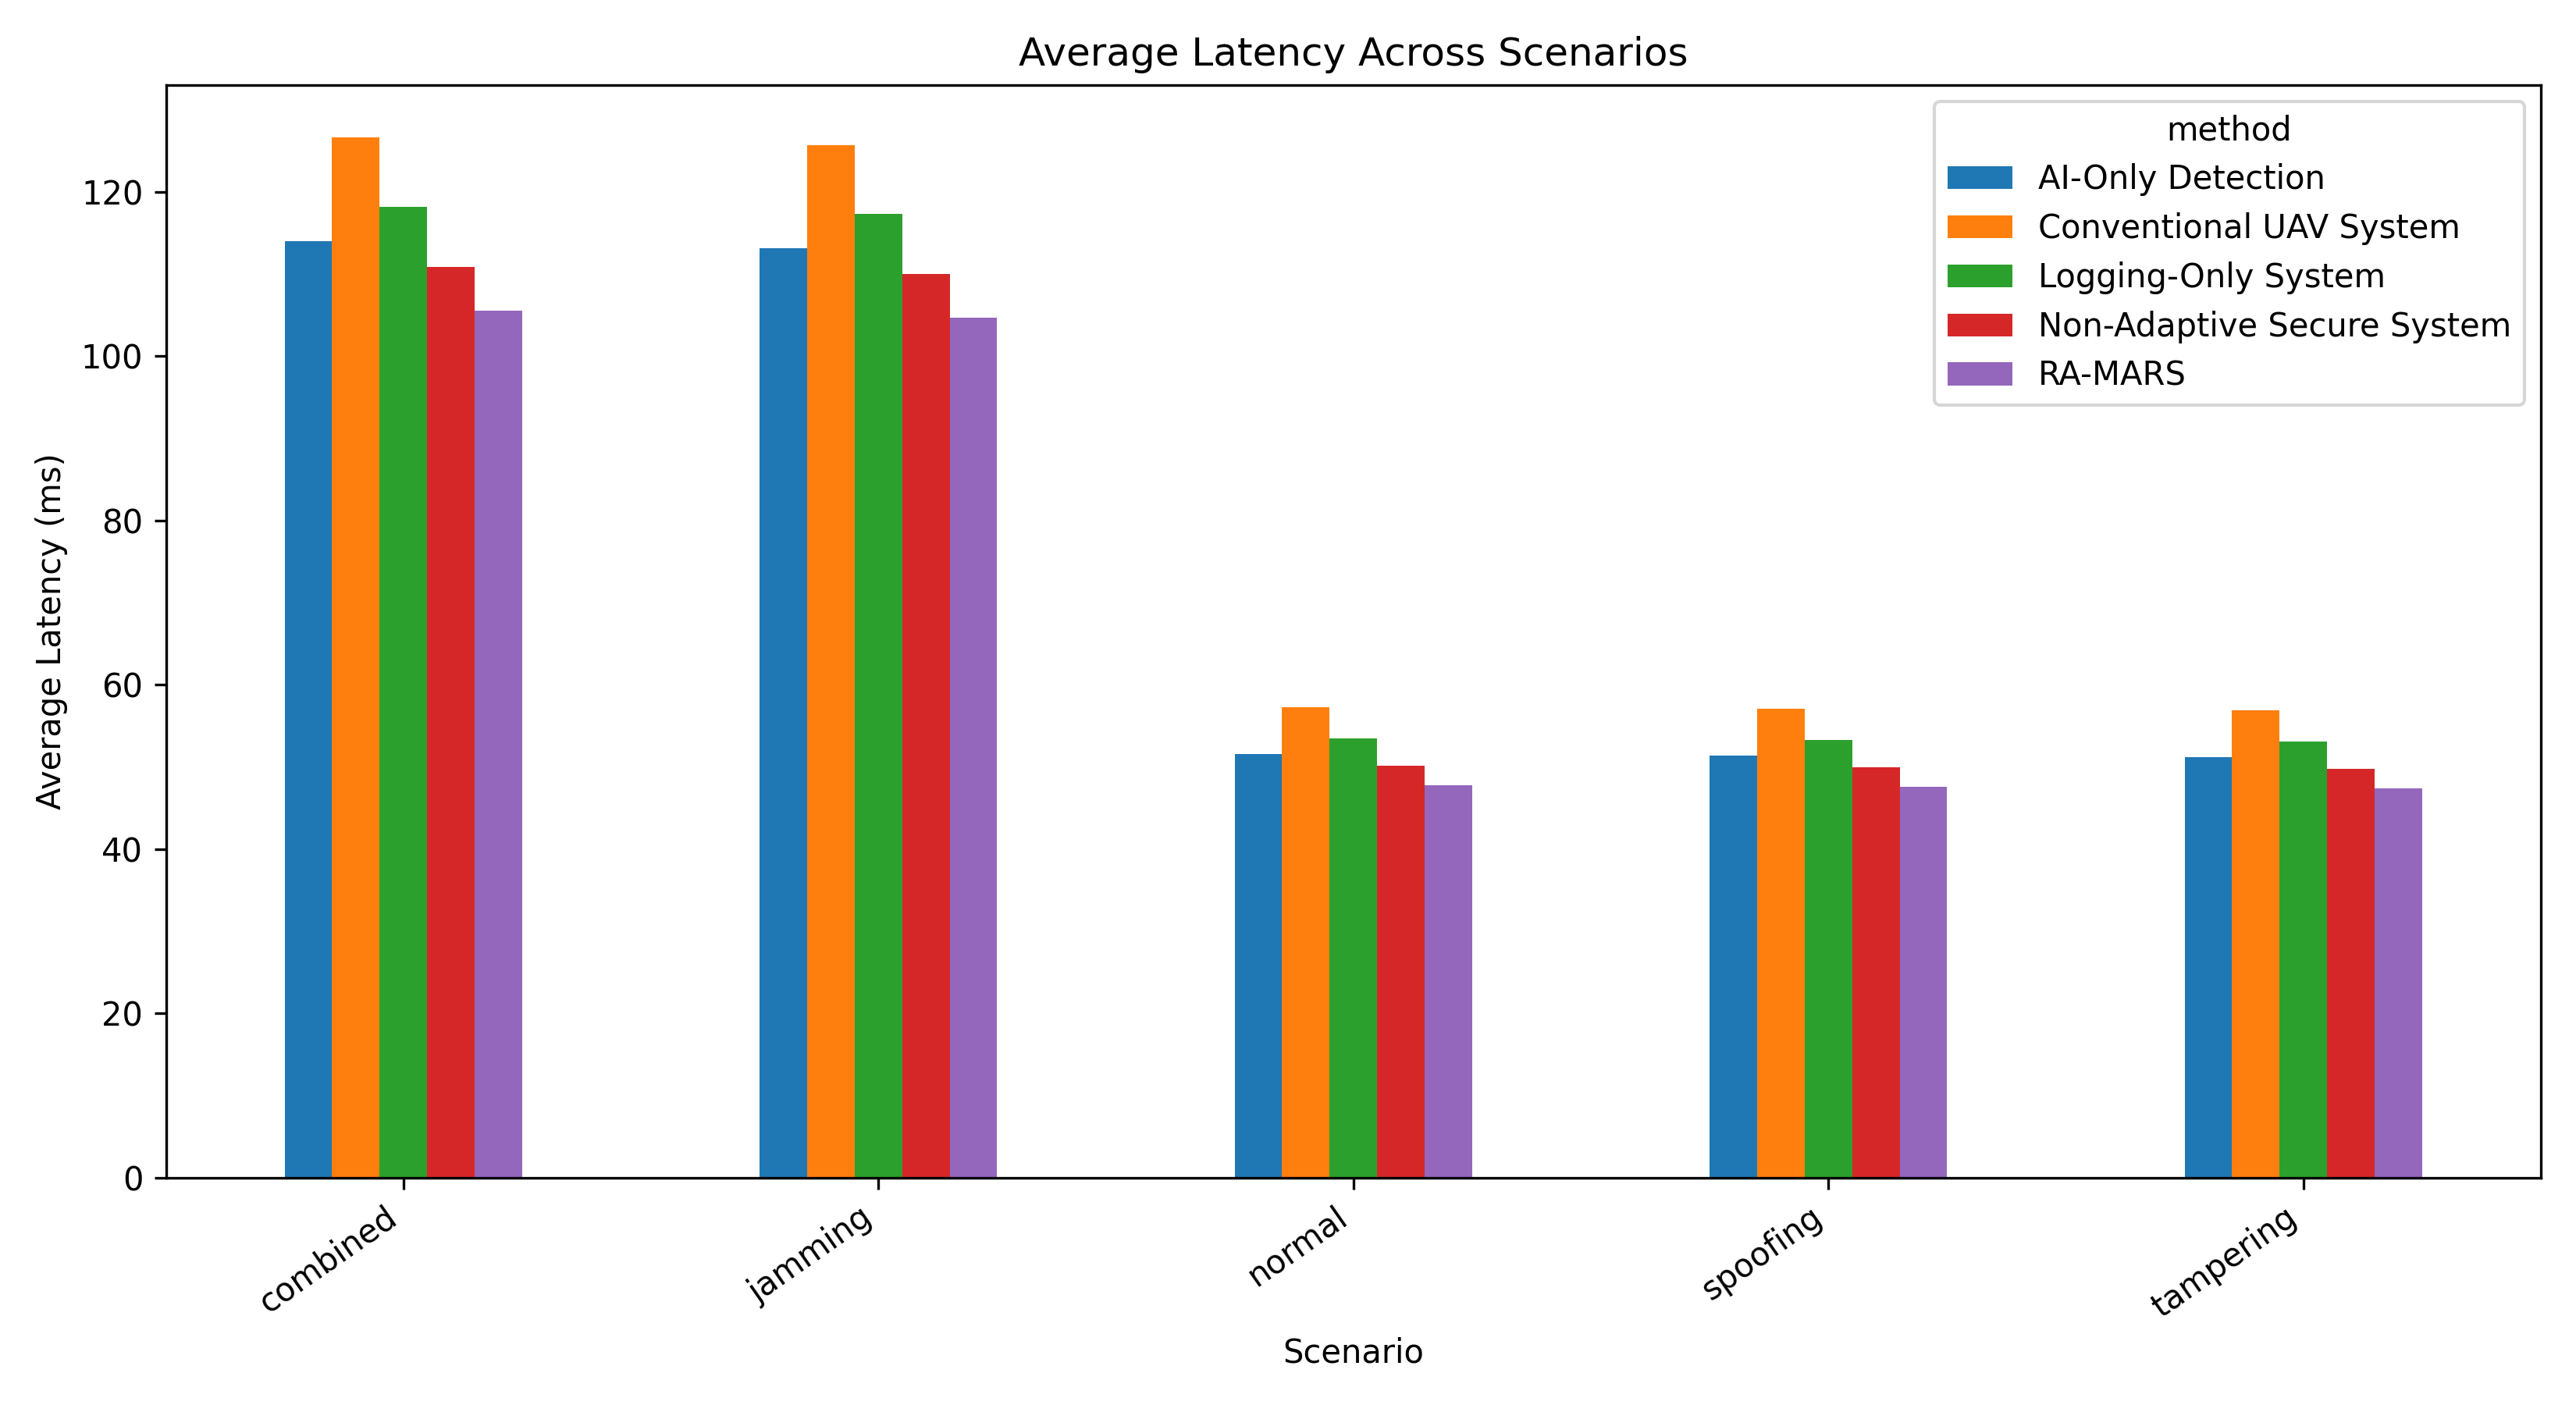 Average Latency Across Scenarios
method
AI-Only Detection
Conventional UAV System
Logging-Only System
Non-Adaptive Secure System
RA-MARS
Average Latency (ms)
120
100
80
60
40
20
0
combined
jamming
normal
spoofing
tampering
Scenario